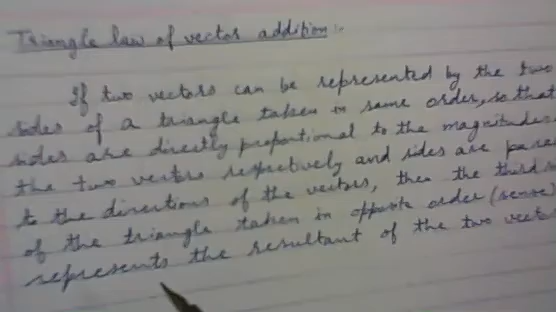 Triangle law of vector addition :-
If two vectors can be represented by the two
sides of a triangle taken in same order, so that
sides are directly proportional to the magnitudes
the two vectors respectively and sides are para
to the directions of the vectors, then the third
of the triangle taken in opposite order (sense)
represents the resultant of the two vecto